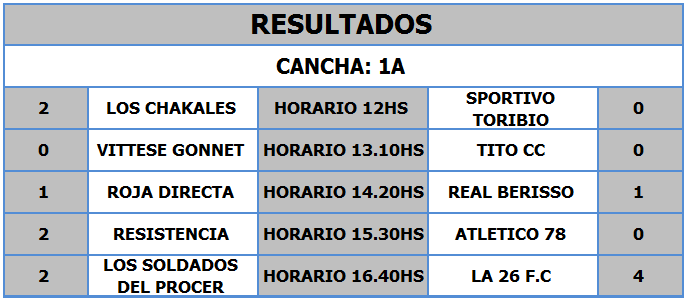 RESULTADOS
CANCHA: 1A
2 LOS CHAKALES HORARIO 12HS SPORTIVO TORIBIO 0
0 VITTESE GONNET HORARIO 13.10HS TITO CC 0
1 ROJA DIRECTA HORARIO 14.20HS REAL BERISSO 1
2 RESISTENCIA HORARIO 15.30HS ATLETICO 78 0
2 LOS SOLDADOS DEL PROCER HORARIO 16.40HS LA 26 F.C 4